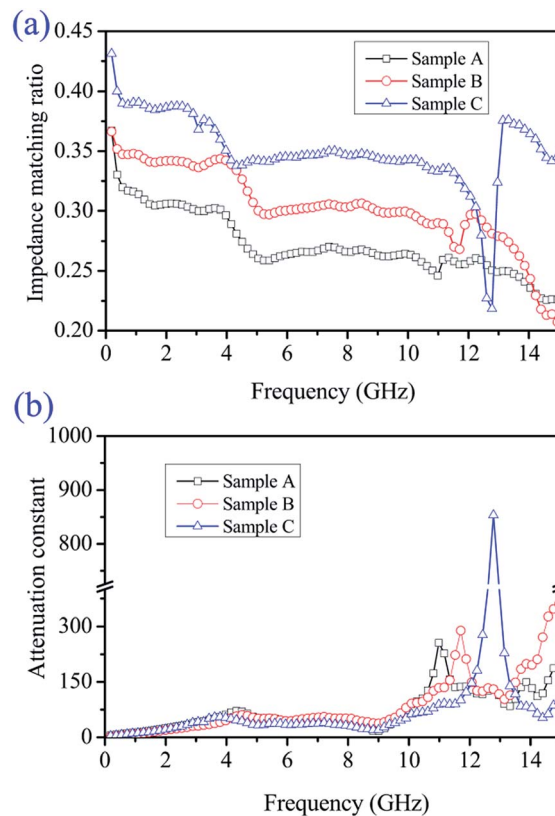 (a)
0.45
0.40
0.35
0.30
0.25
0.20
Impedance matching ratio
Sample A
Sample B
Sample C
0 2 4 6 8 10 12 14
Frequency (GHz)
(b)
1000
900
850
300
150
0
Attenuation constant
Sample A
Sample B
Sample C
0 2 4 6 8 10 12 14
Frequency (GHz)